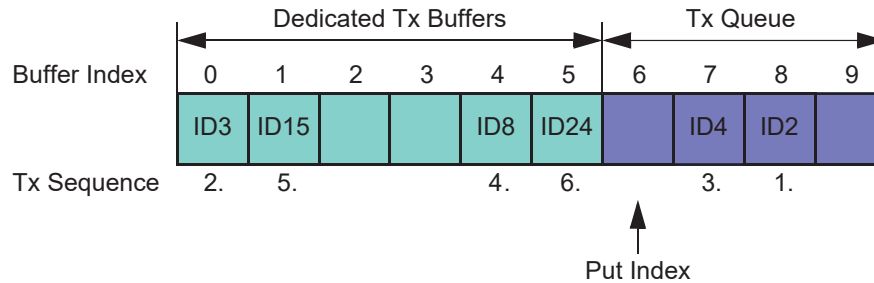 Dedicated Tx Buffers Tx Queue
Buffer Index 0 1 2 3 4 5 6 7 8 9
ID3 ID15 ID8 ID24 ID4 ID2
Tx Sequence 2. 5. 4. 6. 3. 1.
Put Index